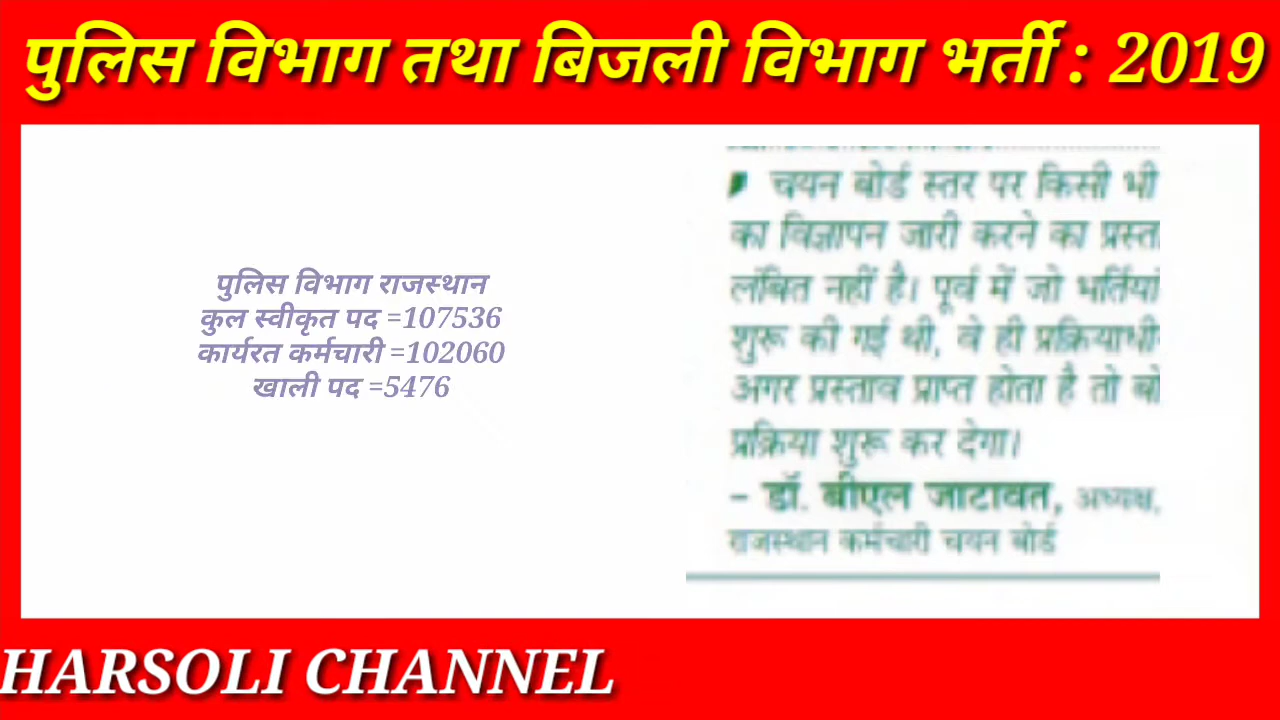 पुलिस विभाग तथा बिजली विभाग भर्ती : 2019
पुलिस विभाग राजस्थान
कुल स्वीकृत पद =107536
कार्यरत कर्मचारी =102060
खाली पद =5476
चयन बोर्ड स्तर पर किसी भी
का विज्ञापन जारी करने का
लंबित नहीं है। पूर्व में जो भर्तियां
शुरू की गई थी, वे ही
अगर प्रस्ताव प्राप्त होता है तो
प्रक्रिया शुरू कर देगा।
– डॉ. बीएल जाटावत, अध्यक्ष,
राजस्थान कर्मचारी चयन बोर्ड
HARSOLI CHANNEL